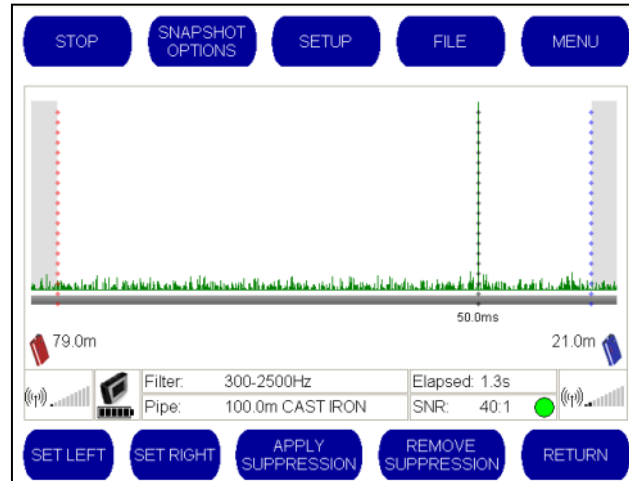 STOP
SNAPSHOT
OPTIONS
SETUP
FILE
MENU
50.0ms
79.0m
21.0m
Filter: 300-2500Hz Elapsed: 1.3s
Pipe: 100.0m CAST IRON SNR: 40:1
SET LEFT
SET RIGHT
APPLY
SUPPRESSION
REMOVE
SUPPRESSION
RETURN